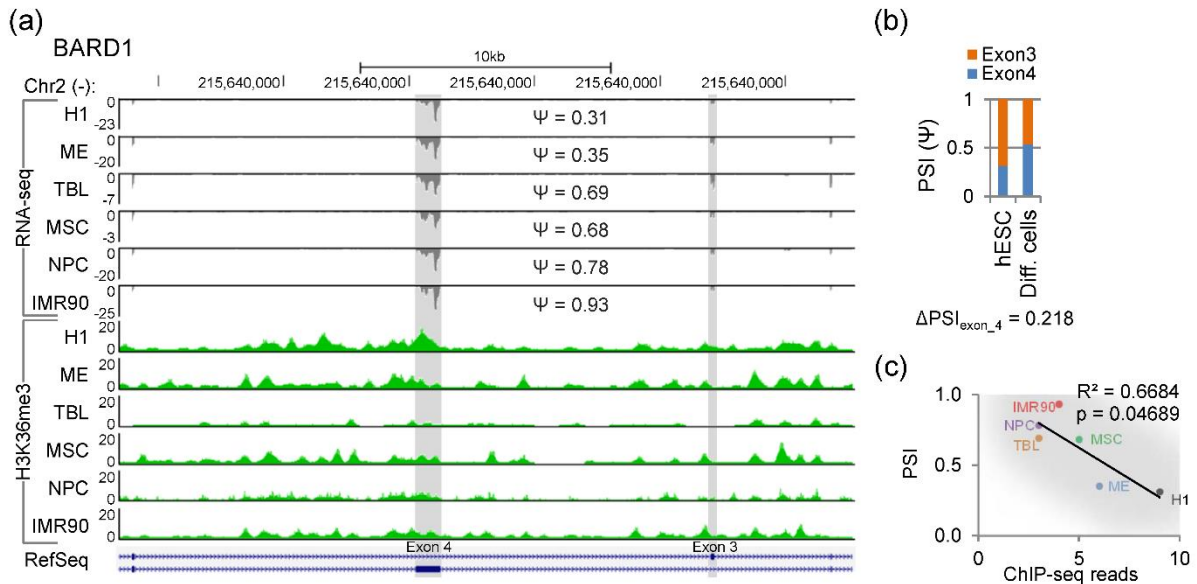 (a)
BARD1
10kb
Chr2 (-): 215,640,000 215,640,000 215,640,000 215,640,000 215,640,000
RNA-seq
H1 0 -23 Ψ = 0.31
ME 0 -20 Ψ = 0.35
TBL 0 -7 Ψ = 0.69
MSC 0 -3 Ψ = 0.68
NPC 0 -20 Ψ = 0.78
IMR90 0 -25 Ψ = 0.93
H3K36me3
H1 20 0
ME 20 0
TBL 20 0
MSC 20 0
NPC 20 0
IMR90 20 0
Exon 4 Exon 3
RefSeq
(b)
Exon3
Exon4
PSI (Ψ)
1
0.5
0
hESC
Diff. cells
ΔPSIexon_4 = 0.218
(c)
R² = 0.6684
p = 0.04689
PSI
1.0
0.5
0.0
IMR90
NPC
TBL
MSC
ME
H1
0 5 10
ChIP-seq reads